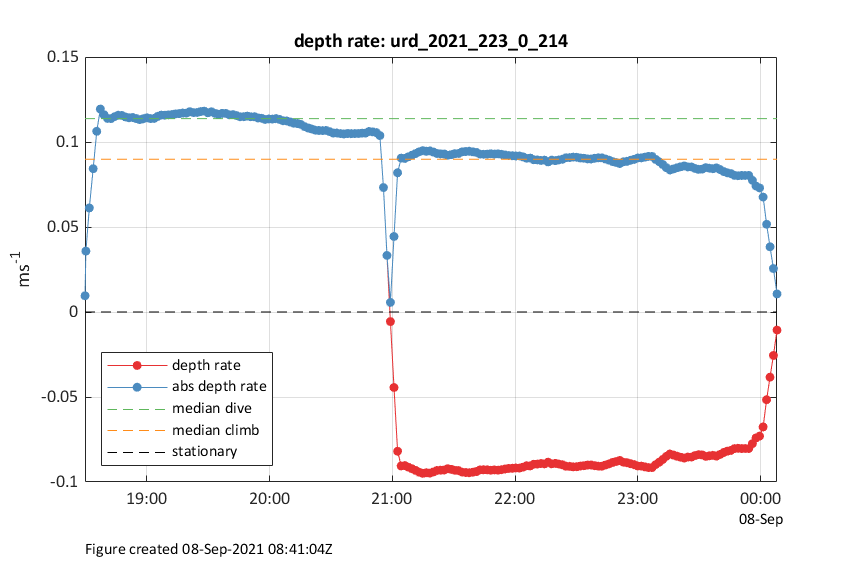 depth rate: urd_2021_223_0_214
0.15
0.1
0.05
0
-0.05
-0.1
ms⁻¹
depth rate
abs depth rate
median dive
median climb
stationary
19:00 20:00 21:00 22:00 23:00 00:00
08-Sep
Figure created 08-Sep-2021 08:41:04Z